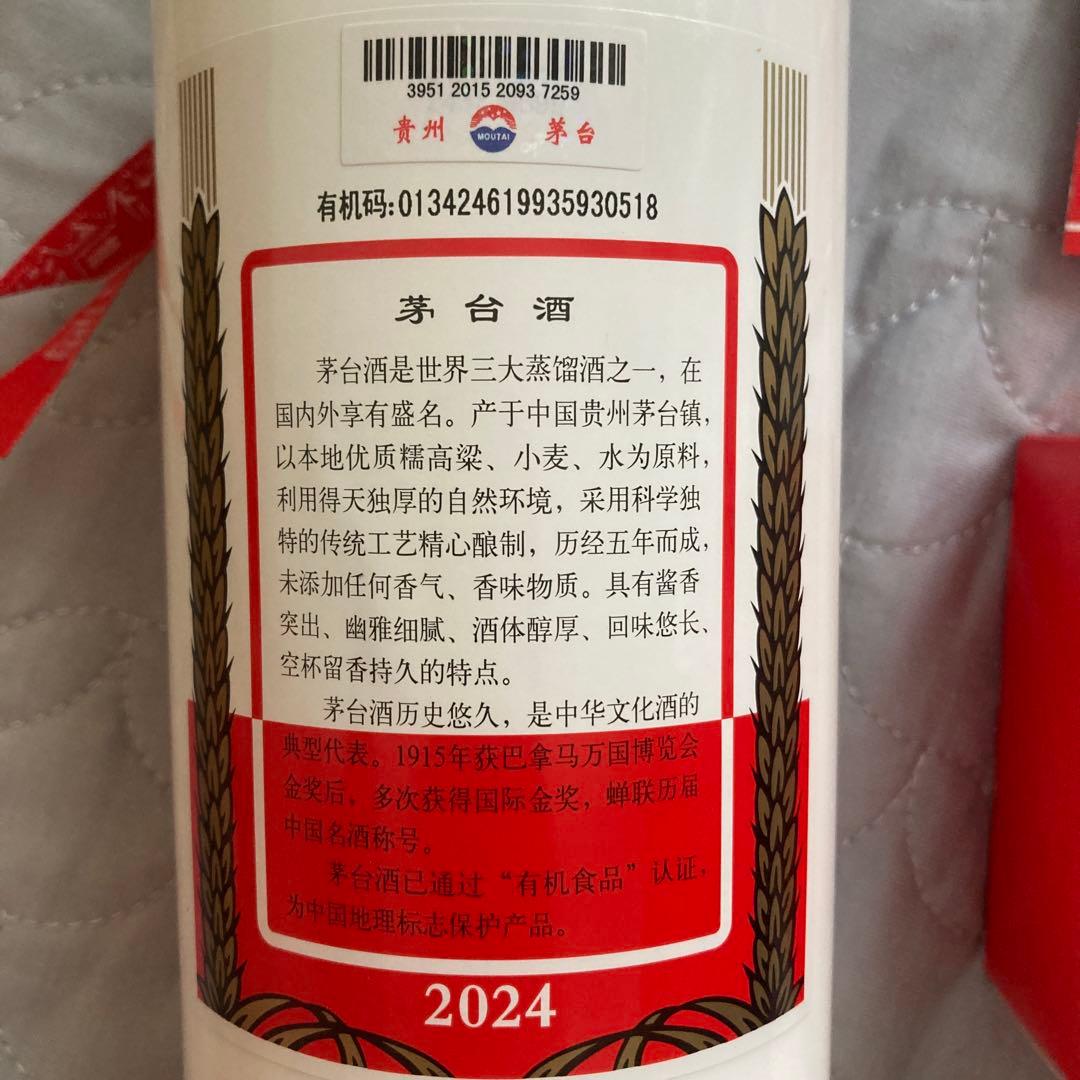 3951 2015 2093 7259
贵州 MOUTAI 茅台
有机码:013424619935930518
茅台酒
茅台酒是世界三大蒸馏酒之一，在
国内外享有盛名。产于中国贵州茅台镇，
以本地优质糯高粱、小麦、水为原料，
利用得天独厚的自然环境，采用科学独
特的传统工艺精心酿制，历经五年而成，
未添加任何香气、香味物质。具有酱香
突出、幽雅细腻、酒体醇厚、回味悠长、
空杯留香持久的特点。
茅台酒历史悠久，是中华文化酒的
典型代表。1915年获巴拿马万国博览会
金奖后，多次获得国际金奖，蝉联历届
中国名酒称号。
茅台酒已通过“有机食品”认证，
为中国地理标志保护产品。
2024